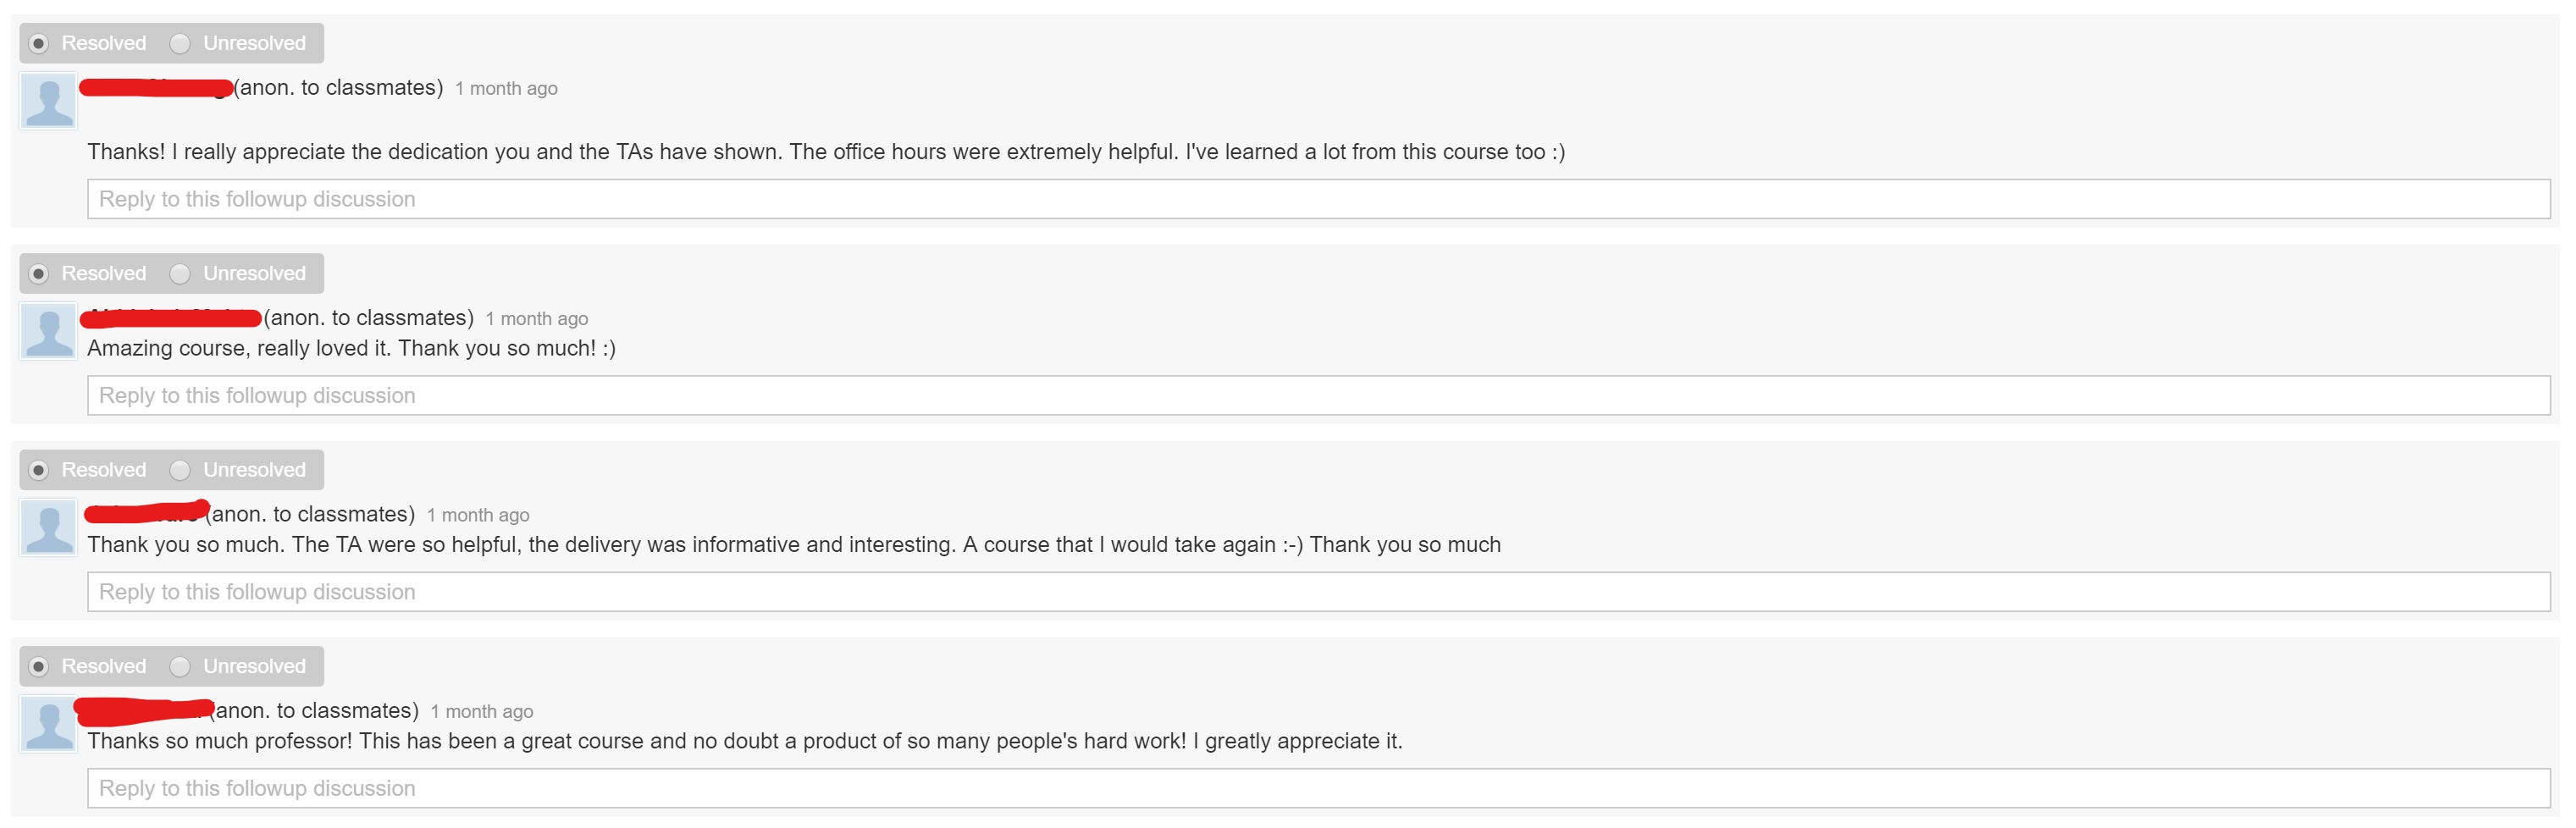 Resolved Unresolved
(anon. to classmates) 1 month ago
Thanks! I really appreciate the dedication you and the TAs have shown. The office hours were extremely helpful. I've learned a lot from this course too :)
Reply to this followup discussion
Resolved Unresolved
(anon. to classmates) 1 month ago
Amazing course, really loved it. Thank you so much! :)
Reply to this followup discussion
Resolved Unresolved
(anon. to classmates) 1 month ago
Thank you so much. The TA were so helpful, the delivery was informative and interesting. A course that I would take again :-) Thank you so much
Reply to this followup discussion
Resolved Unresolved
(anon. to classmates) 1 month ago
Thanks so much professor! This has been a great course and no doubt a product of so many people's hard work! I greatly appreciate it.
Reply to this followup discussion